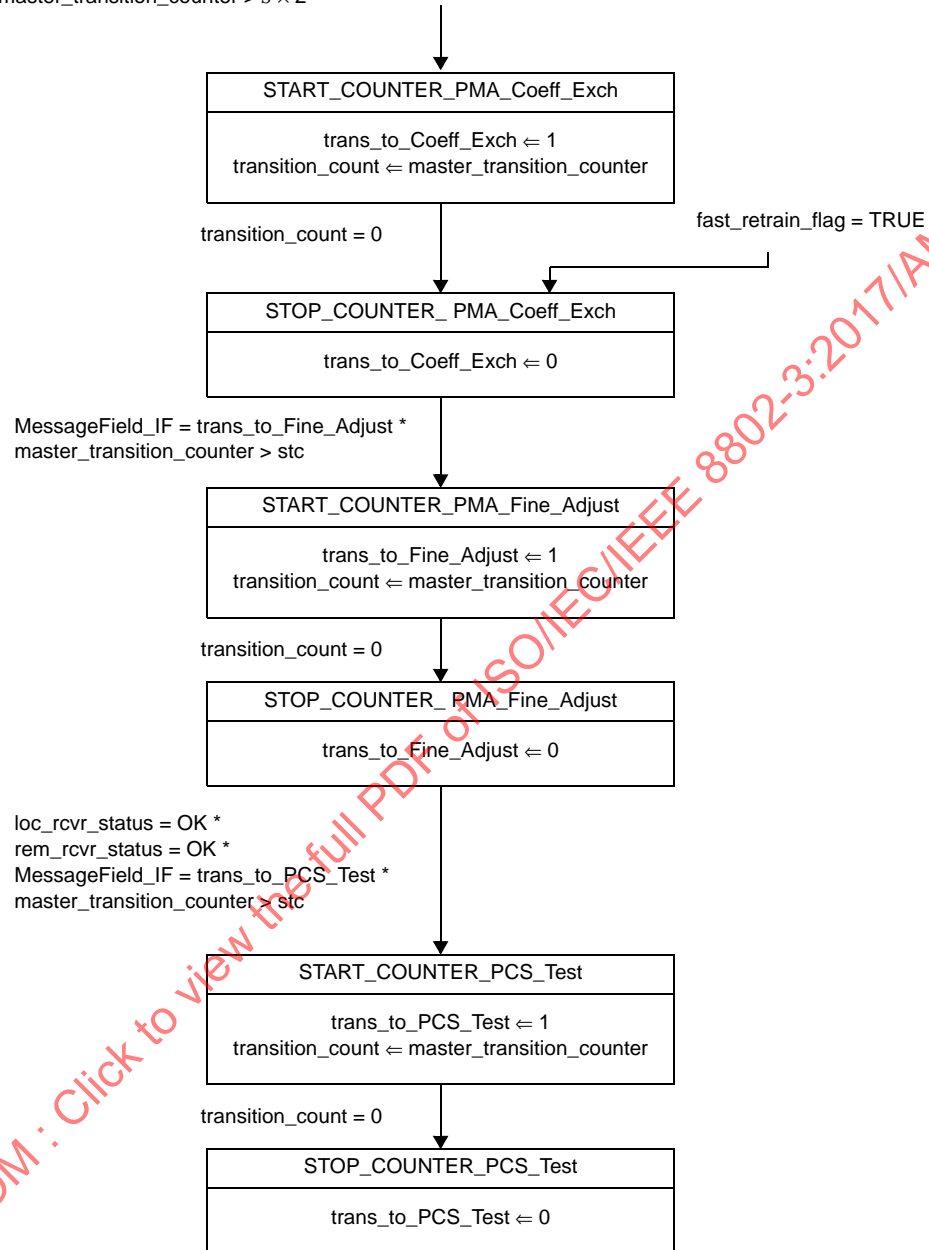 START_COUNTER_PMA_Coeff_Exch
trans_to_Coeff_Exch ⇐ 1
transition_count ⇐ master_transition_counter
transition_count = 0
fast_retrain_flag = TRUE
STOP_COUNTER_ PMA_Coeff_Exch
trans_to_Coeff_Exch ⇐ 0
MessageField_IF = trans_to_Fine_Adjust *
master_transition_counter > stc
START_COUNTER_PMA_Fine_Adjust
trans_to_Fine_Adjust ⇐ 1
transition_count ⇐ master_transition_counter
transition_count = 0
STOP_COUNTER_ PMA_Fine_Adjust
trans_to_Fine_Adjust ⇐ 0
loc_rcvr_status = OK *
rem_rcvr_status = OK *
MessageField_IF = trans_to_PCS_Test *
master_transition_counter > stc
START_COUNTER_PCS_Test
trans_to_PCS_Test ⇐ 1
transition_count ⇐ master_transition_counter
transition_count = 0
STOP_COUNTER_PCS_Test
trans_to_PCS_Test ⇐ 0
: Click to view the full PDF of ISO/IEC/IEEE 8802-3:2017/